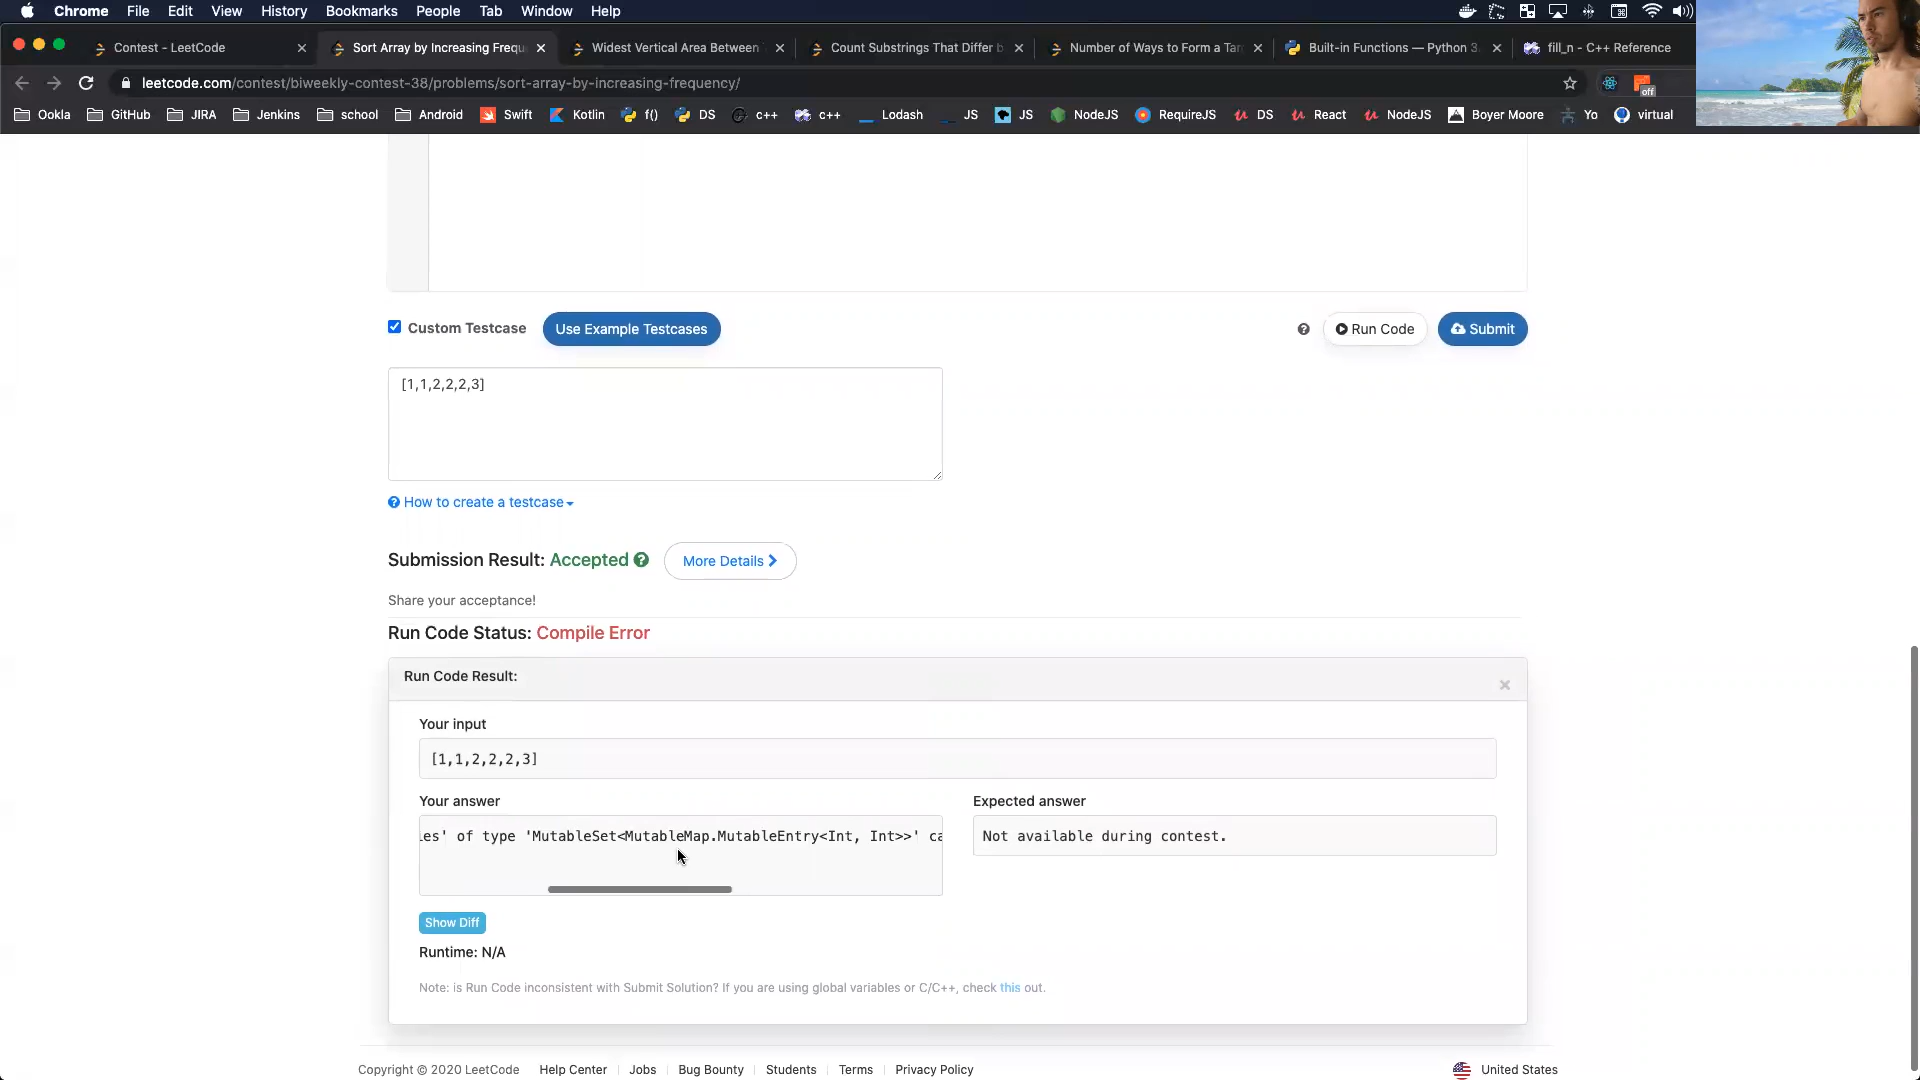 Chrome File Edit View History Bookmarks People Tab Window Help
Contest - LeetCode
Sort Array by Increasing Frequ
Widest Vertical Area Between
Count Substrings That Differ b
Number of Ways to Form a Tar
Built-in Functions — Python 3.
fill_n - C++ Reference
leetcode.com/contest/biweekly-contest-38/problems/sort-array-by-increasing-frequency/
off
Ookla GitHub JIRA Jenkins school Android Swift Kotlin f() DS c++ c++ Lodash JS JS NodeJS RequireJS DS React NodeJS Boyer Moore Yo virtual
Custom Testcase Use Example Testcases Run Code Submit
[1,1,2,2,2,3]
How to create a testcase
Submission Result: Accepted More Details
Share your acceptance!
Run Code Status: Compile Error
Run Code Result:
Your input
[1,1,2,2,2,3]
Your answer
les' of type 'MutableSet<MutableMap.MutableEntry<Int, Int>>' ca
Expected answer
Not available during contest.
Show Diff
Runtime: N/A
Note: is Run Code inconsistent with Submit Solution? If you are using global variables or C/C++, check this out.
Copyright © 2020 LeetCode Help Center Jobs Bug Bounty Students Terms Privacy Policy United States